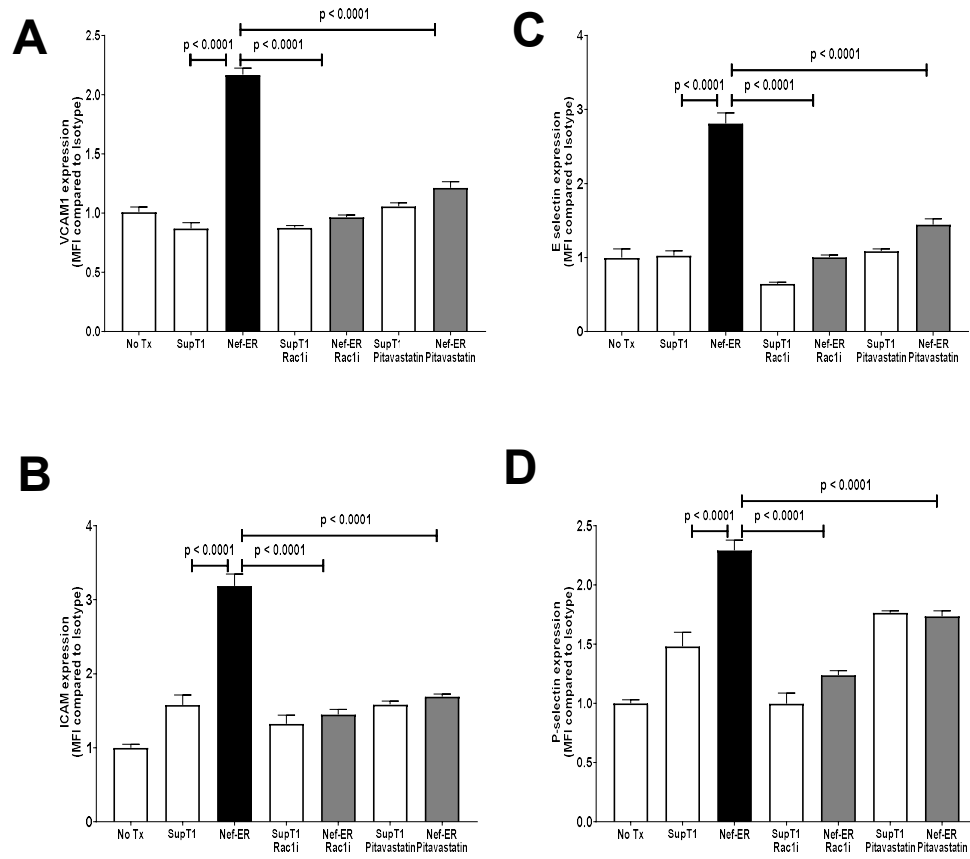 A
p < 0.0001
p < 0.0001
p < 0.0001
VCAM1 expression
(MFI compared to Isotype)
2.5
2.0
1.5
1.0
0.5
0.0
No Tx SupT1 Nef-ER SupT1 Nef-ER SupT1 Nef-ER
Rac1i Rac1i Pitavastatin Pitavastatin
C
p < 0.0001
p < 0.0001
p < 0.0001
E selectin expression
(MFI compared to Isotype)
4
3
2
1
0
No Tx SupT1 Nef-ER SupT1 Nef-ER SupT1 Nef-ER
Rac1i Rac1i Pitavastatin Pitavastatin
B
p < 0.0001
p < 0.0001
p < 0.0001
ICAM expression
(MFI compared to Isotype)
4
3
2
1
0
No Tx SupT1 Nef-ER SupT1 Nef-ER SupT1 Nef-ER
Rac1i Rac1i Pitavastatin Pitavastatin
D
p < 0.0001
p < 0.0001
p < 0.0001
P-selectin expression
(MFI compared to Isotype)
2.5
2.0
1.5
1.0
0.5
0.0
No Tx SupT1 Nef-ER SupT1 Nef-ER SupT1 Nef-ER
Rac1i Rac1i Pitavastatin Pitavastatin